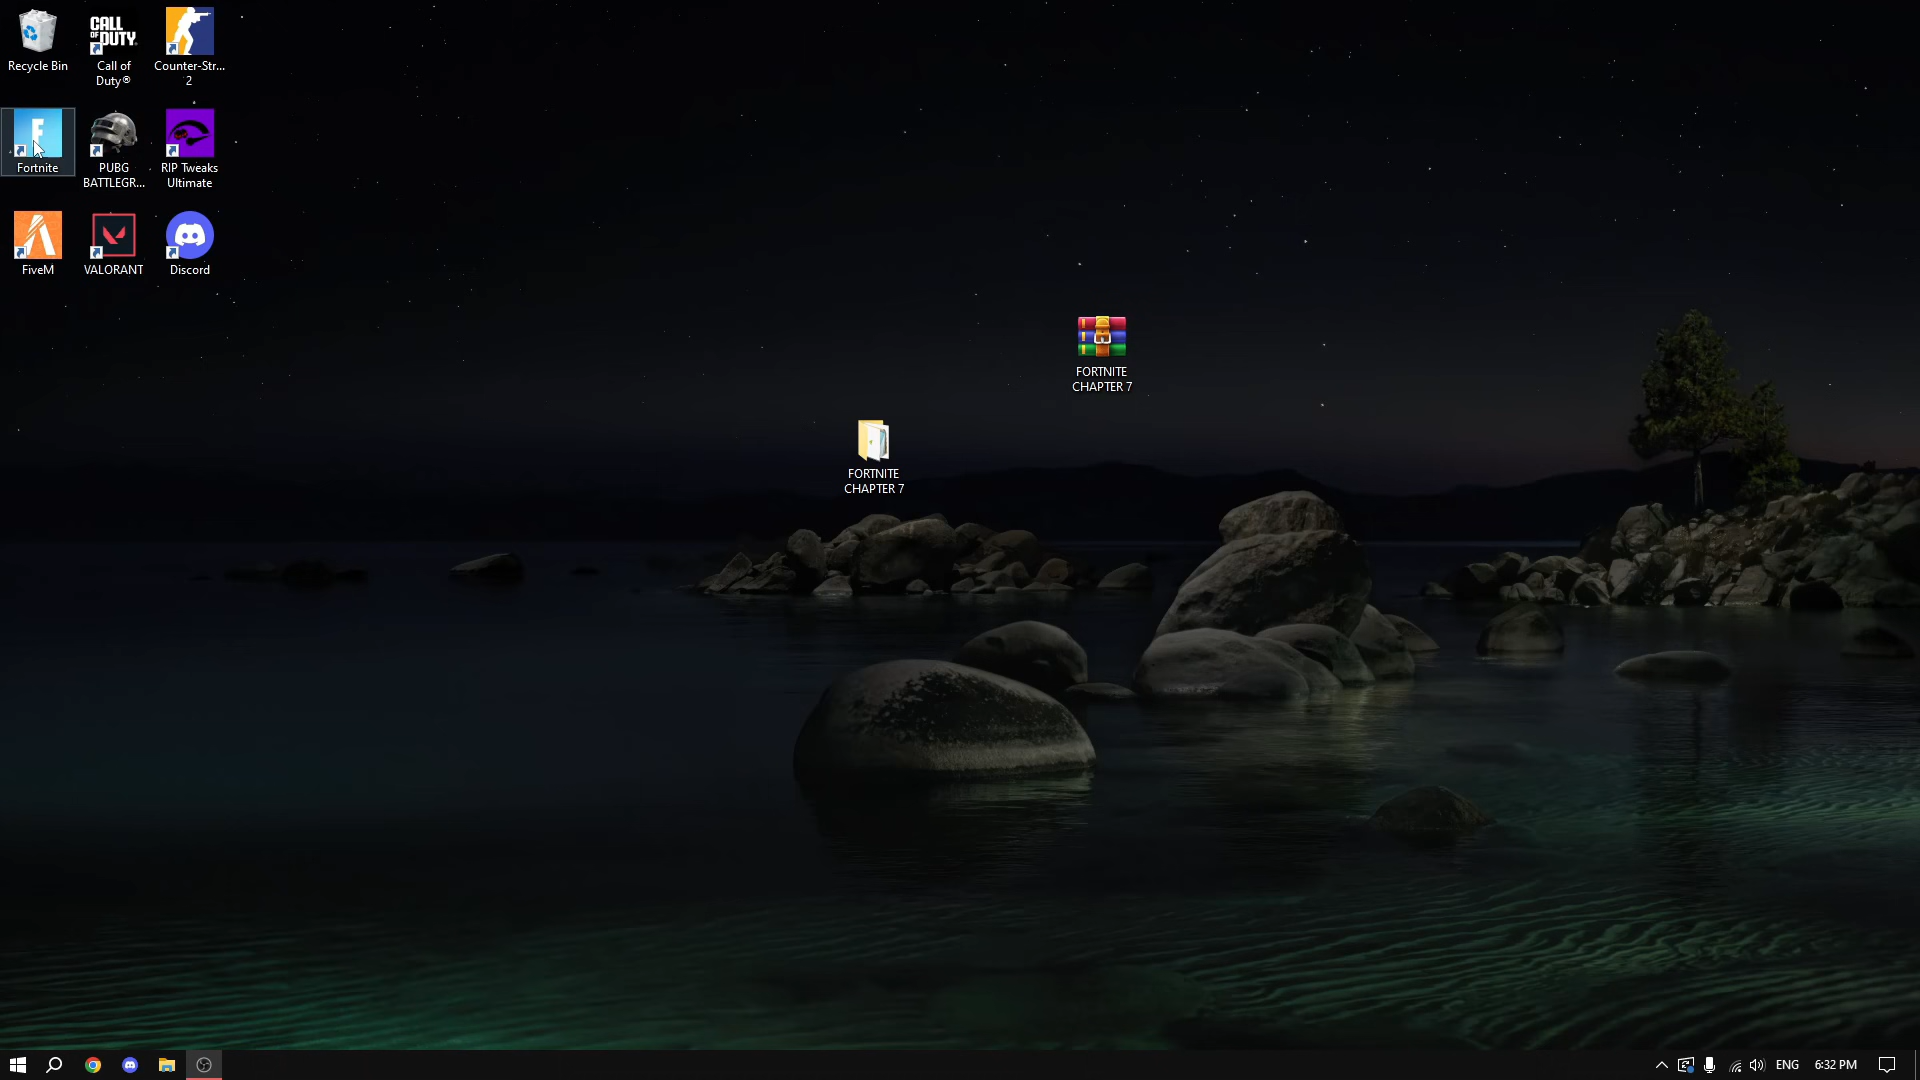 Recycle Bin
CALL
OF DUTY
Call of
Duty®
Counter-Str...
2
F
Fortnite
PUBG
BATTLEGR...
RIP Tweaks
Ultimate
FiveM
VALORANT
Discord
FORTNITE
CHAPTER 7
FORTNITE
CHAPTER 7
ENG
6:32 PM